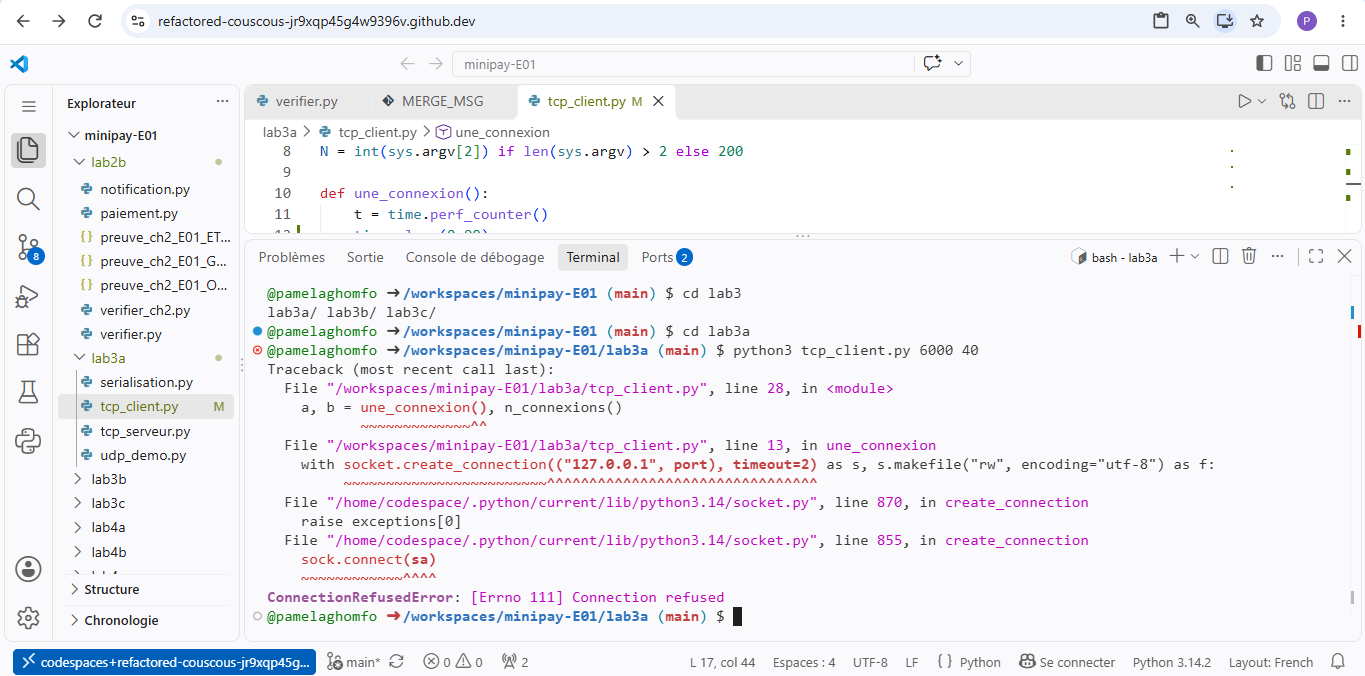 refactored-couscous-jr9xqp45g4w9396v.github.dev
P
minipay-E01
Explorateur
minipay-E01
lab2b
notification.py
paiement.py
preuve_ch2_E01_ET...
preuve_ch2_E01_G...
preuve_ch2_E01_O...
verifier_ch2.py
verifier.py
lab3a
serialisation.py
tcp_client.py M
tcp_serveur.py
udp_demo.py
lab3b
lab3c
lab4a
lab4b
Structure
Chronologie
8
verifier.py MERGE_MSG tcp_client.py M
lab3a > tcp_client.py > une_connexion
8 N = int(sys.argv[2]) if len(sys.argv) > 2 else 200
9
10 def une_connexion():
11 t = time.perf_counter()
Problèmes Sortie Console de débogage Terminal Ports 2 bash - lab3a
@pamelaghomfo ➜/workspaces/minipay-E01 (main) $ cd lab3
lab3a/ lab3b/ lab3c/
@pamelaghomfo ➜/workspaces/minipay-E01 (main) $ cd lab3a
@pamelaghomfo ➜/workspaces/minipay-E01/lab3a (main) $ python3 tcp_client.py 6000 40
Traceback (most recent call last):
File "/workspaces/minipay-E01/lab3a/tcp_client.py", line 28, in <module>
a, b = une_connexion(), n_connexions()
~~~~~~~~~~~~~^^
File "/workspaces/minipay-E01/lab3a/tcp_client.py", line 13, in une_connexion
with socket.create_connection(("127.0.0.1", port), timeout=2) as s, s.makefile("rw", encoding="utf-8") as f:
~~~~~~~~~~~~~~~~~~~~~~~~^^^^^^^^^^^^^^^^^^^^^^^^^^^^^^^^
File "/home/codespace/.python/current/lib/python3.14/socket.py", line 870, in create_connection
raise exceptions[0]
File "/home/codespace/.python/current/lib/python3.14/socket.py", line 855, in create_connection
sock.connect(sa)
~~~~~~~~~~~~^^^^
ConnectionRefusedError: [Errno 111] Connection refused
@pamelaghomfo ➜/workspaces/minipay-E01/lab3a (main) $
codespaces+refactored-couscous-jr9xqp45g... main* 0 0 2 L 17, col 44 Espaces : 4 UTF-8 LF { } Python Se connecter Python 3.14.2 Layout: French